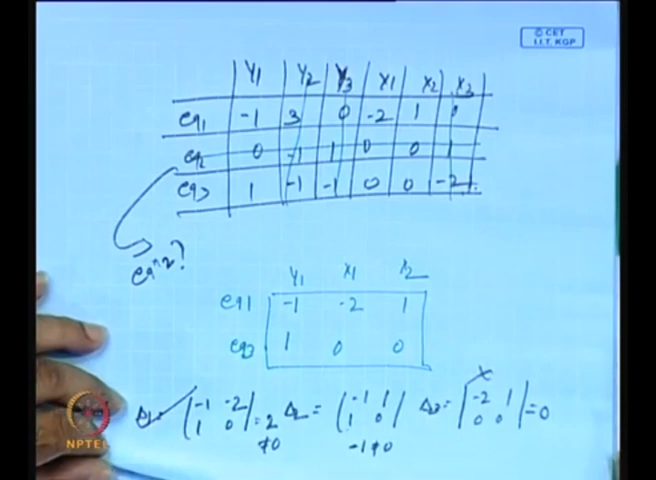 © CET
I.I.T. KGP
Y1 Y2 Y3 X1 X2 X3
eq1 -1 3 0 -2 1 0
eq2 0 -1 1 0 0 1
eq3 1 -1 -1 0 0 -2
eqn 2?
Y1 X1 X2
eq1 -1 -2 1
eq3 1 0 0
Δ1 = |-1 -2| = 2 Δ2 = |-1 1| Δ3 = |-2 1| = 0
|1 0| |1 0| |0 0|
≠0 -1≠0 ×
NPTEL